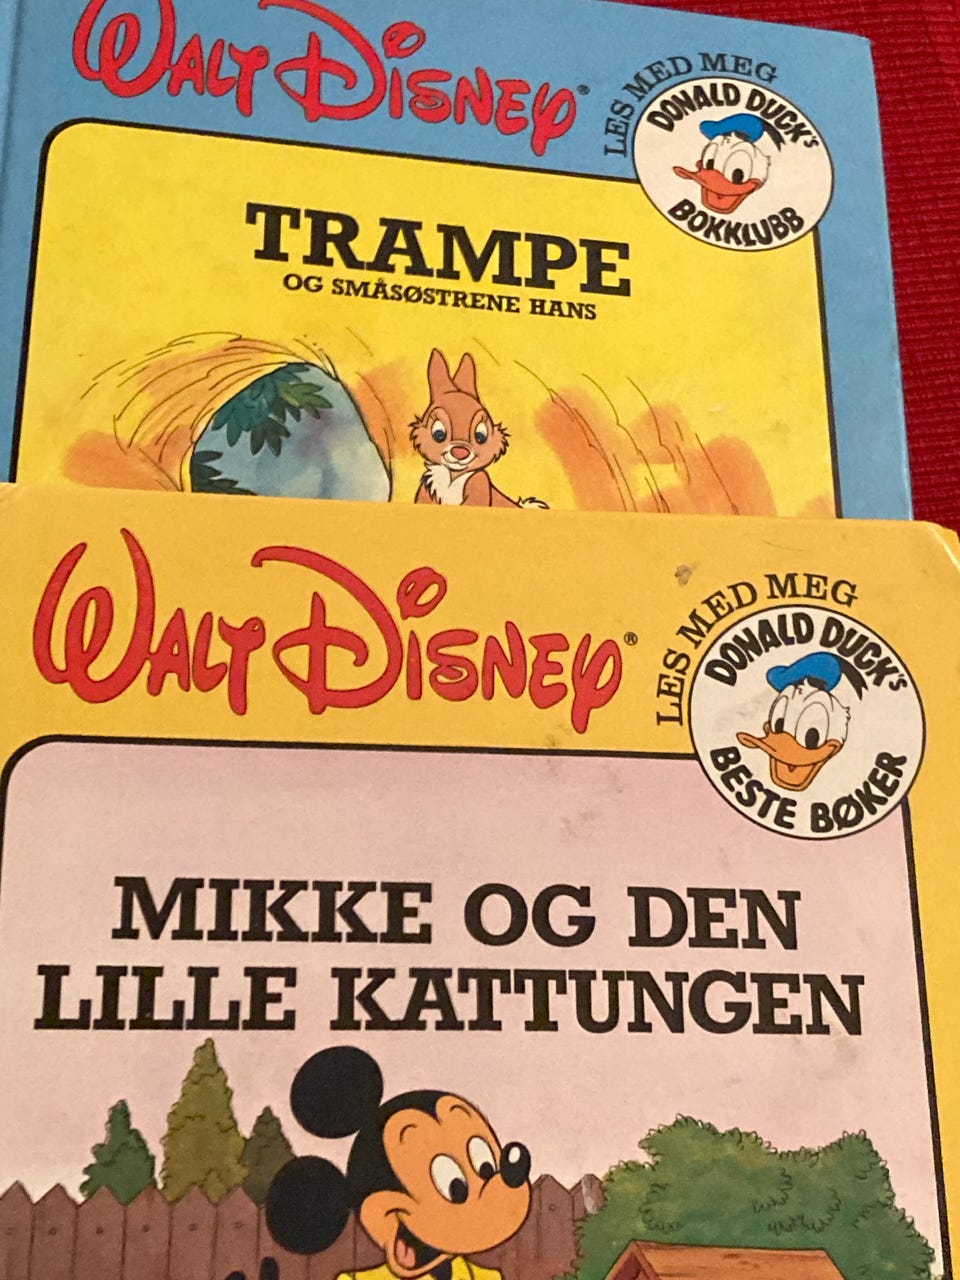 WALT DISNEY®
LES MED MEG
DONALD DUCK's
BOKKLUBB
TRAMPE
OG SMÅSØSTRENE HANS
WALT DISNEY®
LES MED MEG
DONALD DUCK's
BESTE BØKER
MIKKE OG DEN
LILLE KATTUNGEN